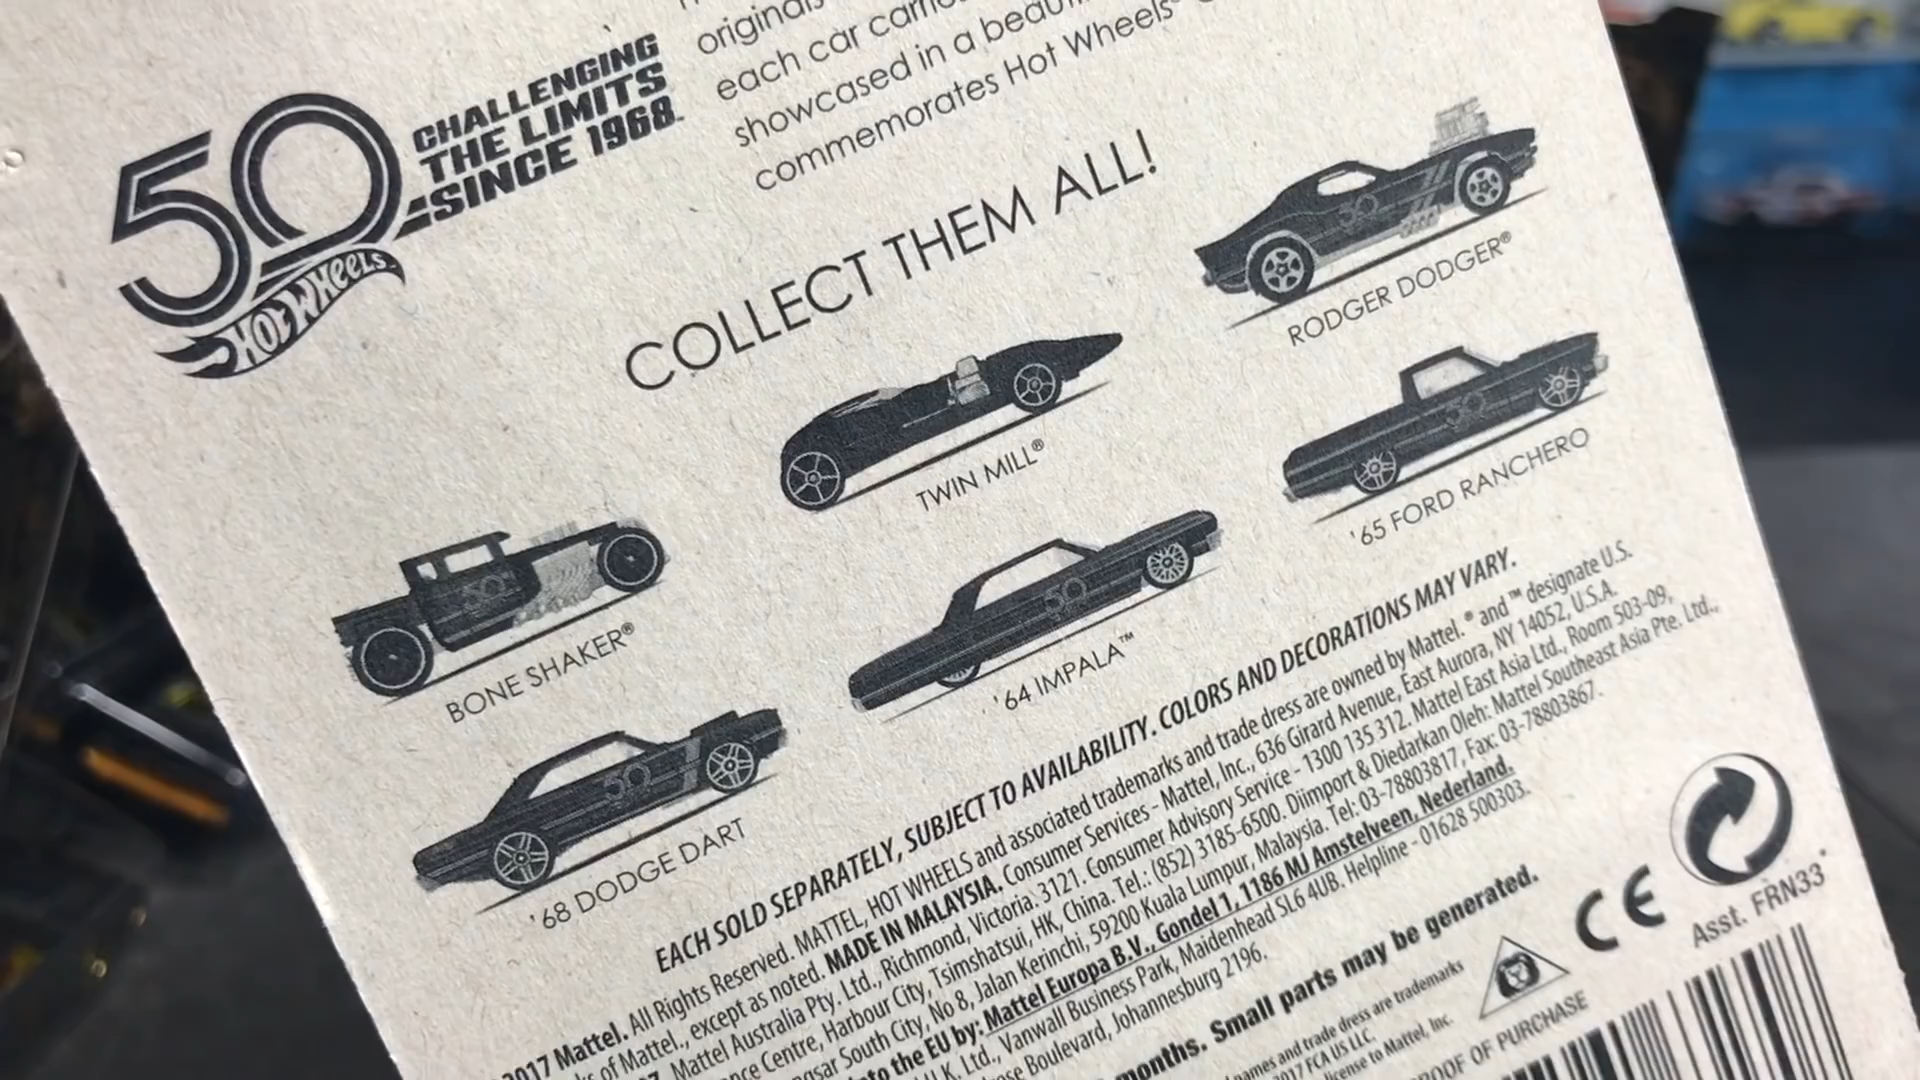 50
HOT WHEELS
CHALLENGING
THE LIMITS
SINCE 1968.
originals
each car
showcased in a
commemorates Hot Wheels
COLLECT THEM ALL!
RODGER DODGER®
TWIN MILL®
'65 FORD RANCHERO
BONE SHAKER®
'64 IMPALA™
'68 DODGE DART
EACH SOLD SEPARATELY, SUBJECT TO AVAILABILITY. COLORS AND DECORATIONS MAY VARY.
2017 Mattel. All Rights Reserved. MATTEL, HOT WHEELS and associated trademarks and trade dress are owned by Mattel. ® and ™ designate U.S.
of Mattel., except as noted. MADE IN MALAYSIA. Consumer Services - Mattel, Inc., 636 Girard Avenue, East Aurora, NY 14052, U.S.A.
Mattel Australia Pty. Ltd., Richmond, Victoria. 3121. Consumer Advisory Service - 1300 135 312. Mattel East Asia Ltd., Room 503-09,
Centre, Harbour City, Tsimshatsui, HK, China. Tel.: (852) 3185-6500. Diimport & Diedarkan Oleh: Mattel Southeast Asia Pte. Ltd.,
South City, No 8, Jalan Kerinchi, 59200 Kuala Lumpur, Malaysia. Tel: 03-78803817, Fax: 03-78803867.
the EU by: Mattel Europa B.V., Gondel 1, 1186 MJ Amstelveen, Nederland.
Ltd., Vanwall Business Park, Maidenhead SL6 4UB. Helpline - 01628 500303.
Boulevard, Johannesburg 2196.
months. Small parts may be generated.
names and trade dress are trademarks
2017 FCA US LLC.
license to Mattel, Inc.
PROOF OF PURCHASE
CE
Asst. FRN33